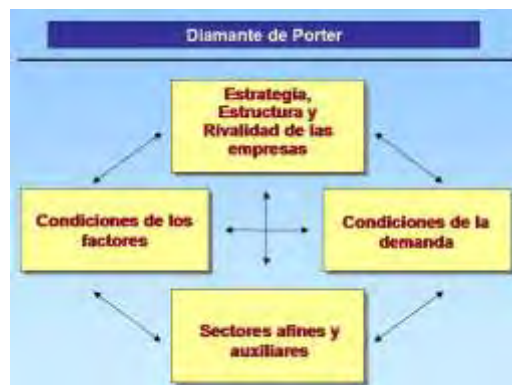 Diamante de Porter
Estrategia,
Estructura y
Rivalidad de las
empresas
Condiciones de los
factores
Condiciones de la
demanda
Sectores afines y
auxiliares